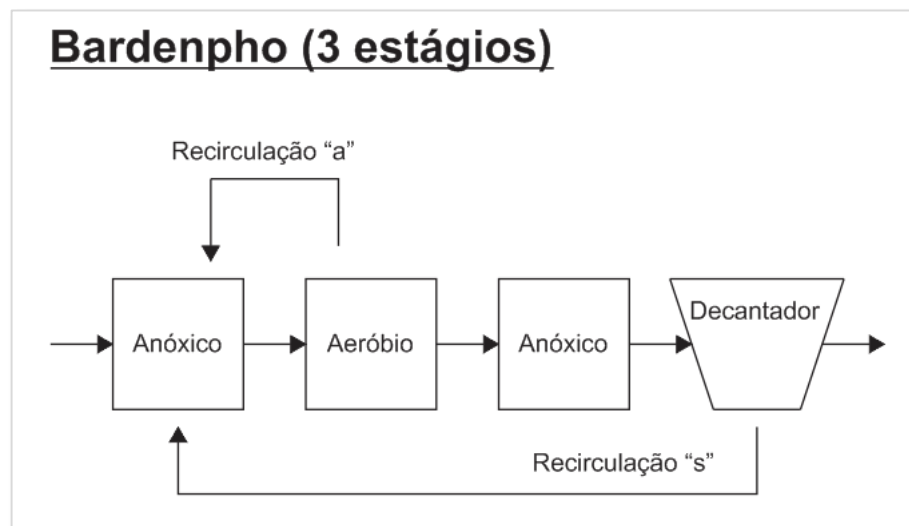 Bardenpho (3 estágios)
Recirculação “a”
Anóxico
Aeróbio
Anóxico
Decantador
Recirculação “s”